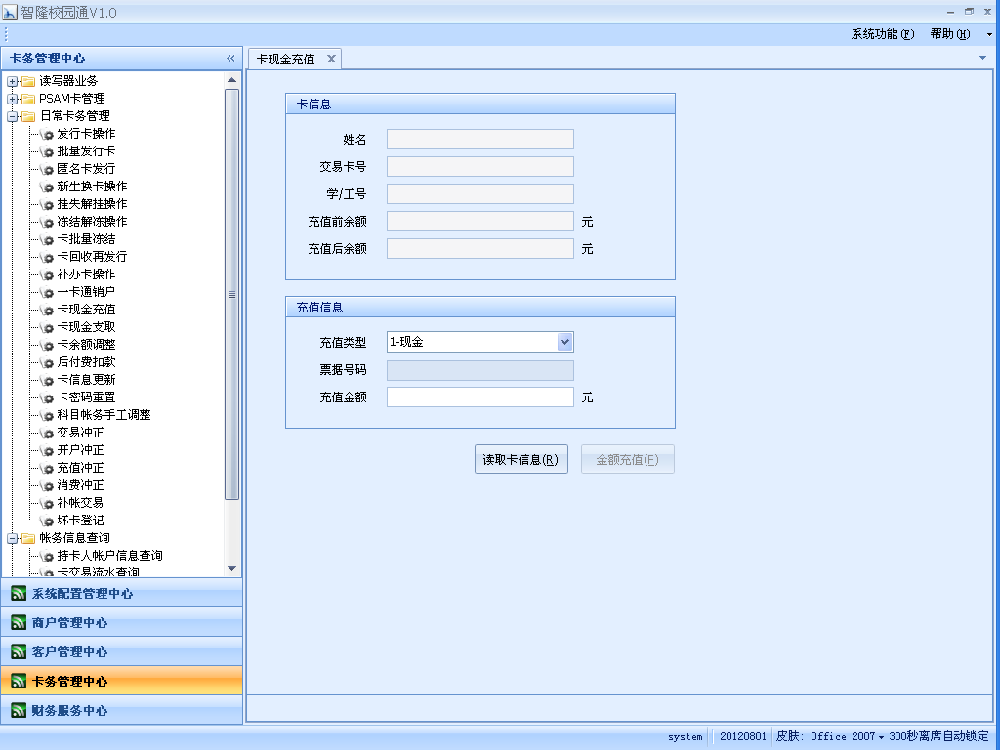 智隆校园通V1.0
系统功能(F) 帮助(H)
卡务管理中心
读写器业务
PSAM卡管理
日常卡务管理
发行卡操作
批量发行卡
匿名卡发行
新生换卡操作
挂失解挂操作
冻结解冻操作
卡批量冻结
卡回收再发行
补办卡操作
一卡通销户
卡现金充值
卡现金支取
卡余额调整
后付费扣款
卡信息更新
卡密码重置
科目帐务手工调整
交易冲正
开户冲正
充值冲正
消费冲正
补帐交易
坏卡登记
帐务信息查询
持卡人帐户信息查询
卡交易流水查询
系统配置管理中心
商户管理中心
客户管理中心
卡务管理中心
财务服务中心
卡现金充值
卡信息
姓名
交易卡号
学/工号
充值前余额 元
充值后余额 元
充值信息
充值类型 1-现金
票据号码
充值金额 元
读取卡信息(R) 金额充值(F)
system 20120801 皮肤: Office 2007 300秒离席自动锁定